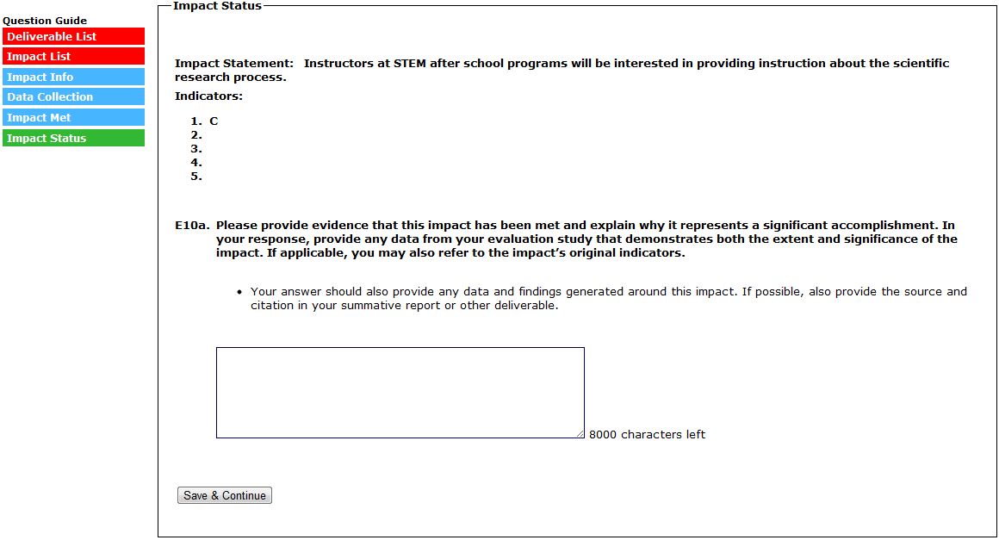 Question Guide
Deliverable List
Impact List
Impact Info
Data Collection
Impact Met
Impact Status
Impact Status
Impact Statement: Instructors at STEM after school programs will be interested in providing instruction about the scientific
research process.
Indicators:
1. C
2.
3.
4.
5.
E10a. Please provide evidence that this impact has been met and explain why it represents a significant accomplishment. In
your response, provide any data from your evaluation study that demonstrates both the extent and significance of the
impact. If applicable, you may also refer to the impact's original indicators.
• Your answer should also provide any data and findings generated around this impact. If possible, also provide the source and
citation in your summative report or other deliverable.
8000 characters left
Save & Continue